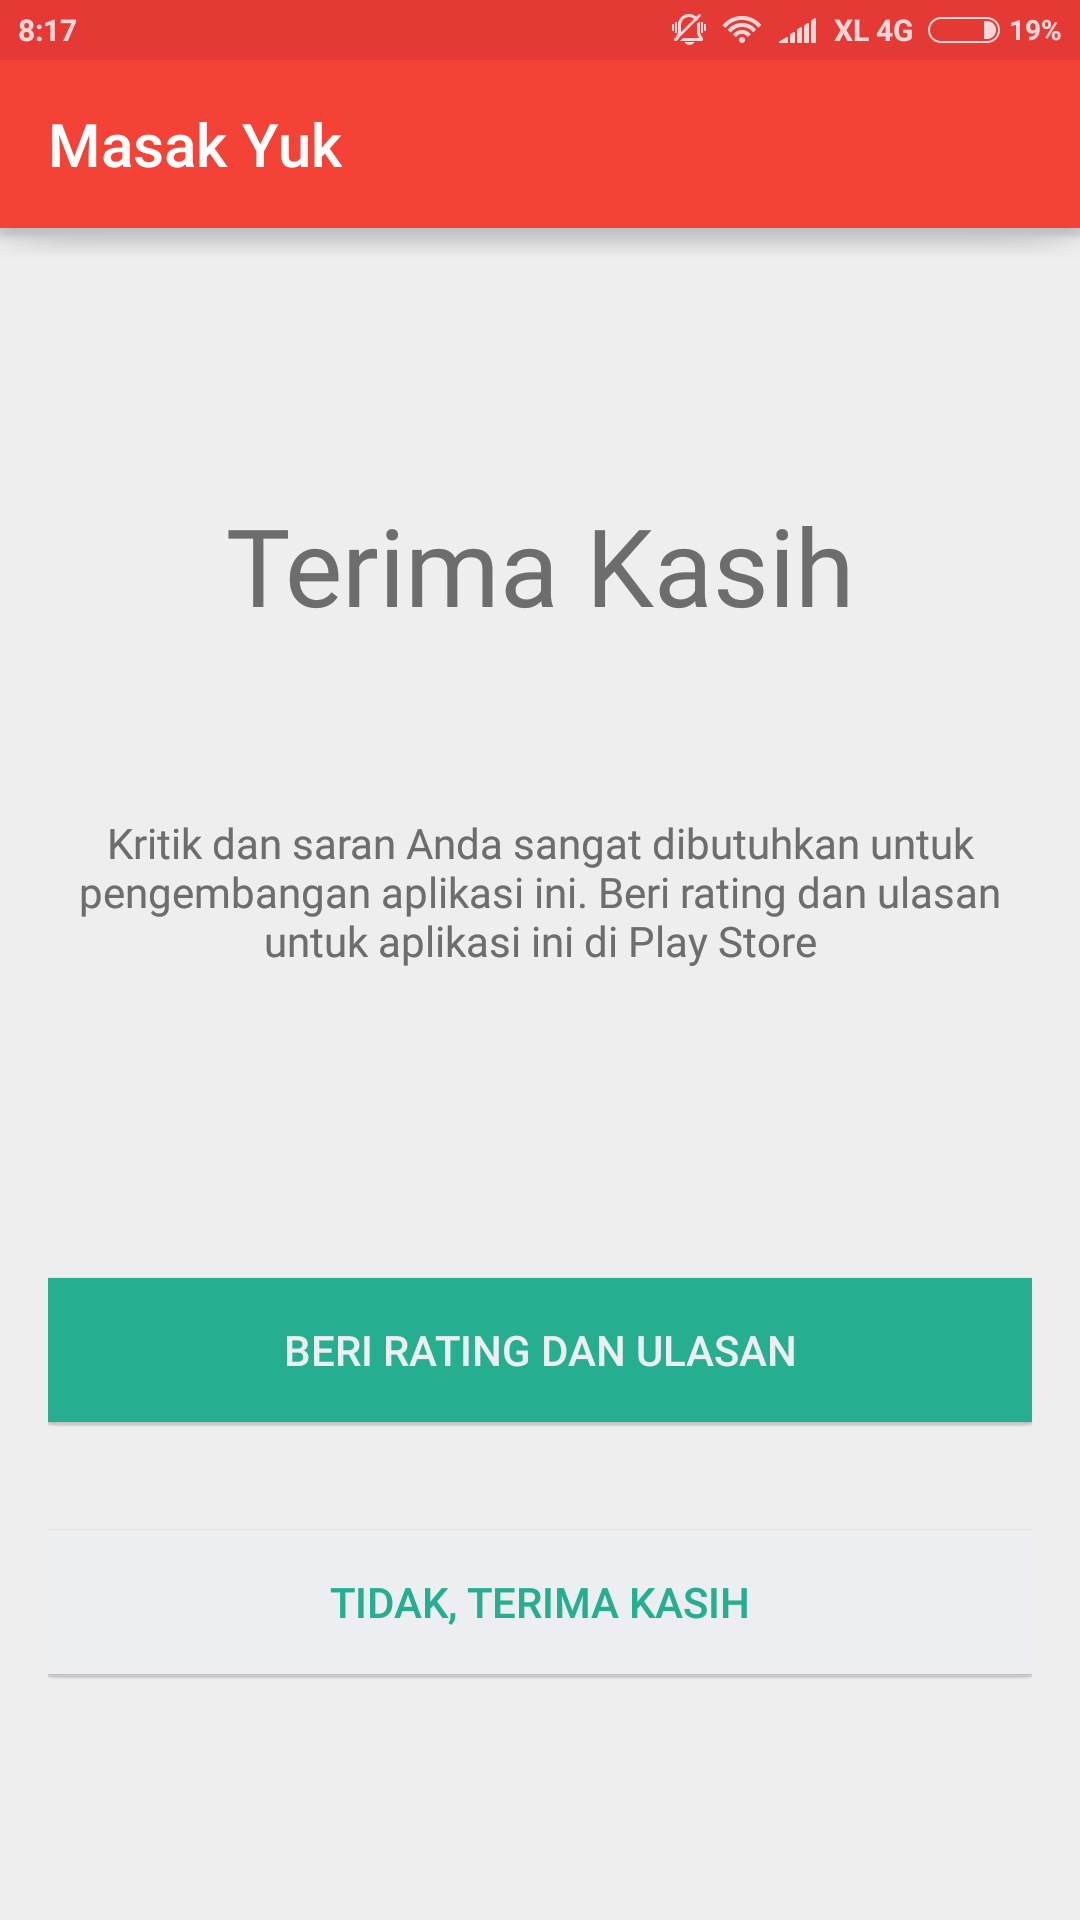 8:17 XL 4G 19%
Masak Yuk
Terima Kasih
Kritik dan saran Anda sangat dibutuhkan untuk
pengembangan aplikasi ini. Beri rating dan ulasan
untuk aplikasi ini di Play Store
BERI RATING DAN ULASAN
TIDAK, TERIMA KASIH